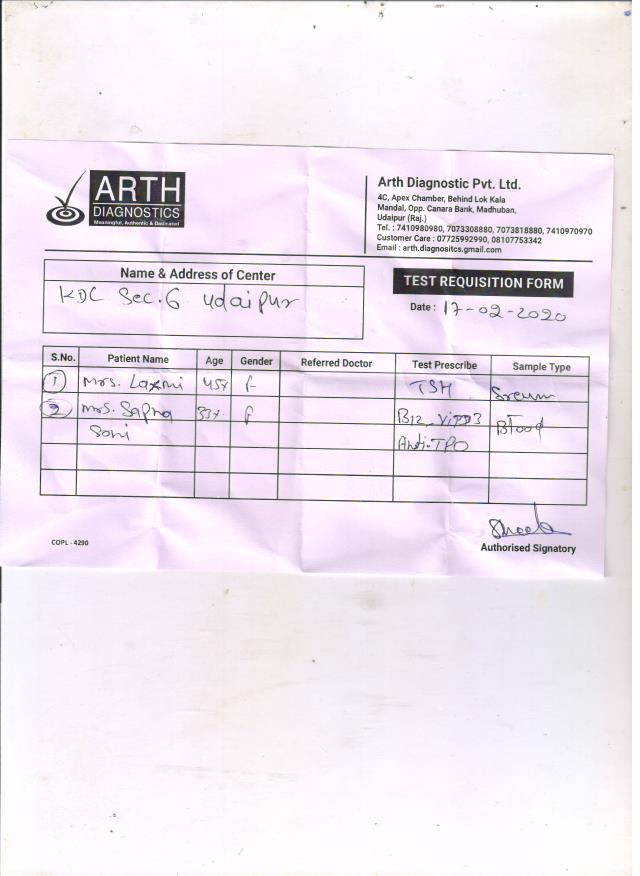 ARTH
DIAGNOSTICS
Meaningful, Authentic & Dedicated
Arth Diagnostic Pvt. Ltd.
4C, Apex Chamber, Behind Lok Kala
Mandal, Opp. Canara Bank, Madhuban,
Udaipur (Raj.)
Tel. : 7410980980, 7073308880, 7073818880, 7410970970
Customer Care : 07725992990, 08107753342
Email : arth.diagnositcs.gmail.com
Name & Address of Center
KDC Sec. 6 Udaipur
TEST REQUISITION FORM
Date : 17-02-2020
S.No. Patient Name Age Gender Referred Doctor Test Prescribe Sample Type
1 Mrs. Laxmi 45y F TSH Sreum
2 Mrs. Sapna 33y. F B12 - Vit D3 Blood
Soni Anti-TPO
COPL - 4290
Authorised Signatory